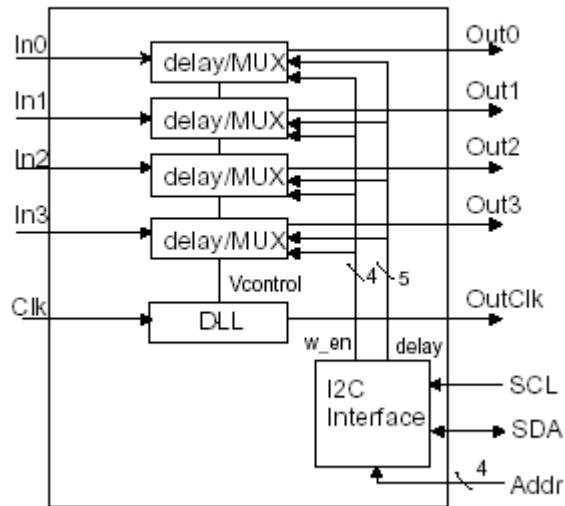 In0 delay/MUX Out0
In1 delay/MUX Out1
In2 delay/MUX Out2
In3 delay/MUX Out3
4 5
Vcontrol
Clk DLL OutClk
w_en delay
I2C
Interface
SCL
SDA
4
Addr